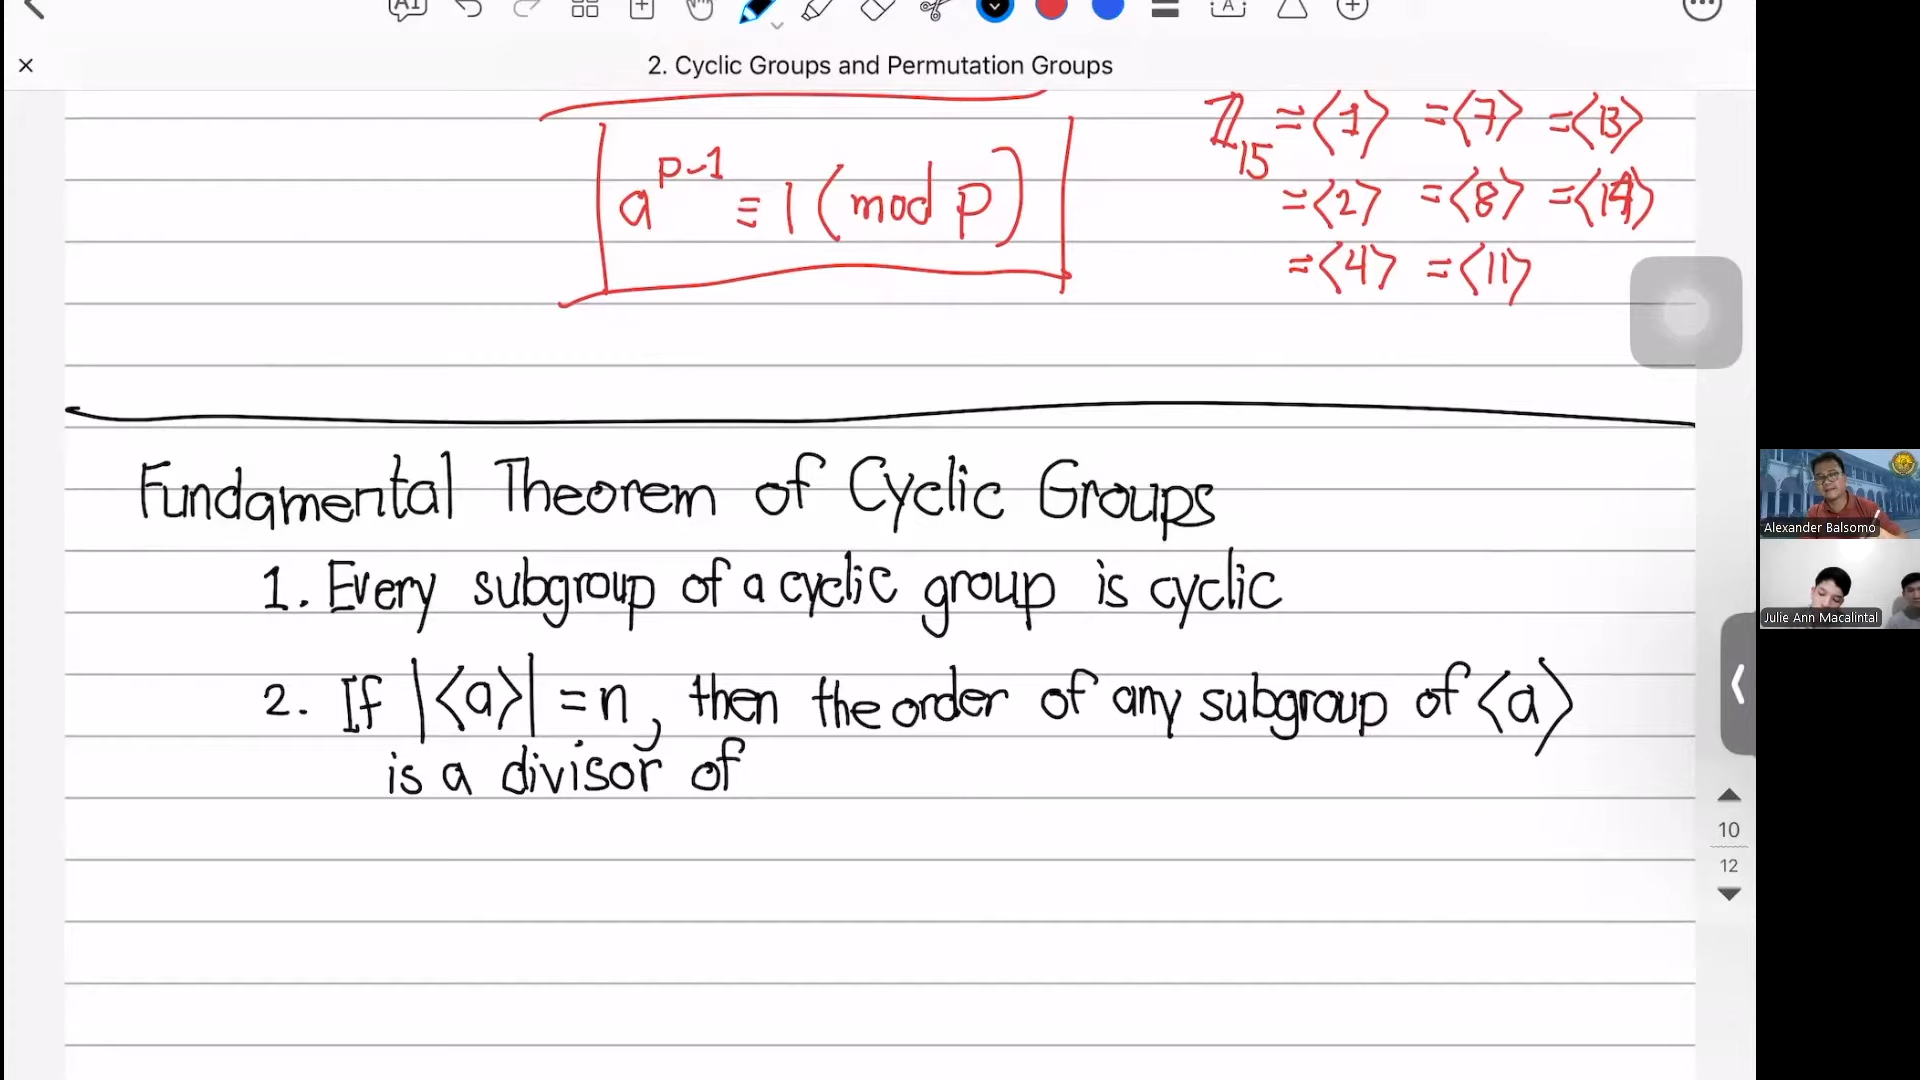 2. Cyclic Groups and Permutation Groups
a^{p-1} ≡ 1 (mod p)
ℤ_15 = ⟨1⟩ = ⟨7⟩ = ⟨13⟩
= ⟨2⟩ = ⟨8⟩ = ⟨14⟩
= ⟨4⟩ = ⟨11⟩
Fundamental Theorem of Cyclic Groups
1. Every subgroup of a cyclic group is cyclic
2. If |⟨a⟩| = n, then the order of any subgroup of ⟨a⟩
is a divisor of
10
12
Alexander Balsomo
Julie Ann Macalintal